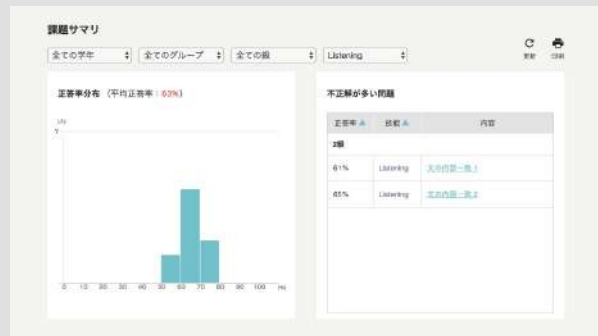 課題サマリ
全ての学年 全てのグループ 全ての級 Listening
更新 印刷
正答率分布 (平均正答率：63%)
不正解が多い問題
正答率 技能 内容
2級
61% Listening 文の内容一致 1
65% Listening 文の内容一致 2
0 10 20 30 40 50 60 70 80 90 100 (%)